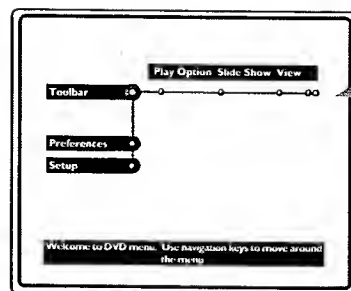 Play Option Slide Show View
Toolbar
Preferences
Setup
Welcome to DVD menu. Use navigation keys to move around
the menu